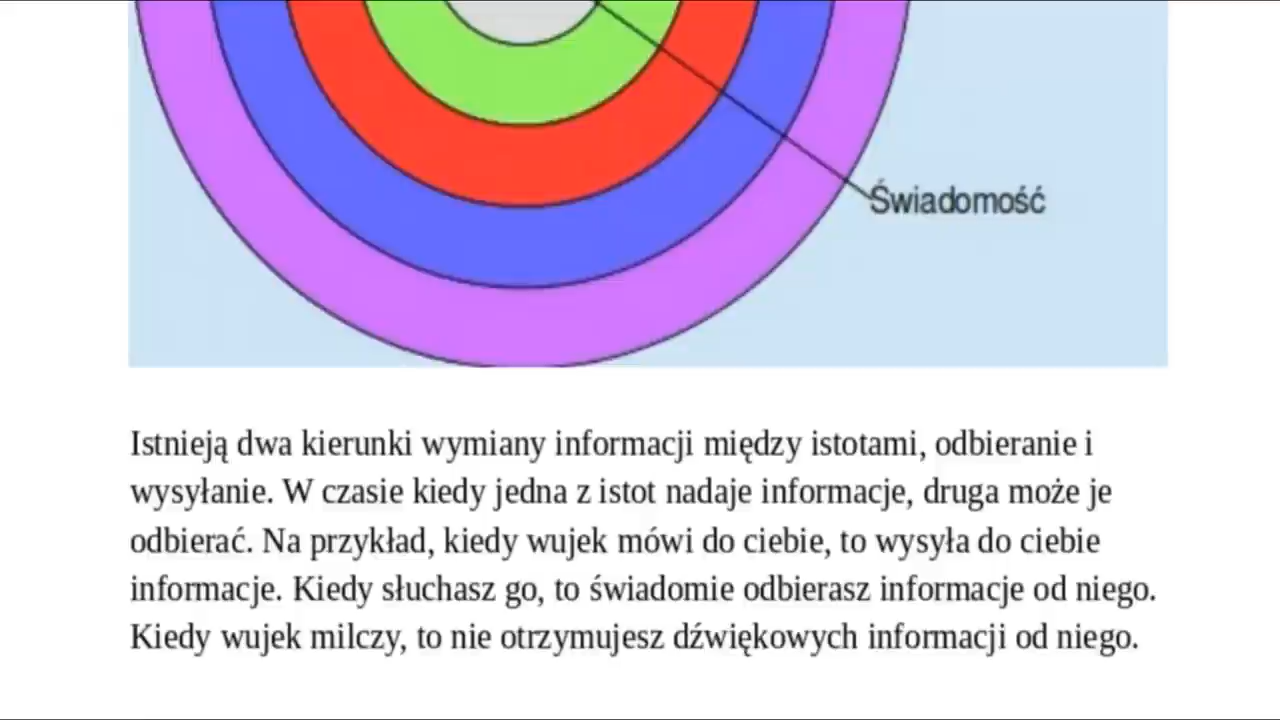 Świadomość
Istnieją dwa kierunki wymiany informacji między istotami, odbieranie i
wysyłanie. W czasie kiedy jedna z istot nadaje informacje, druga może je
odbierać. Na przykład, kiedy wujek mówi do ciebie, to wysyła do ciebie
informacje. Kiedy słuchasz go, to świadomie odbierasz informacje od niego.
Kiedy wujek milczy, to nie otrzymujesz dźwiękowych informacji od niego.